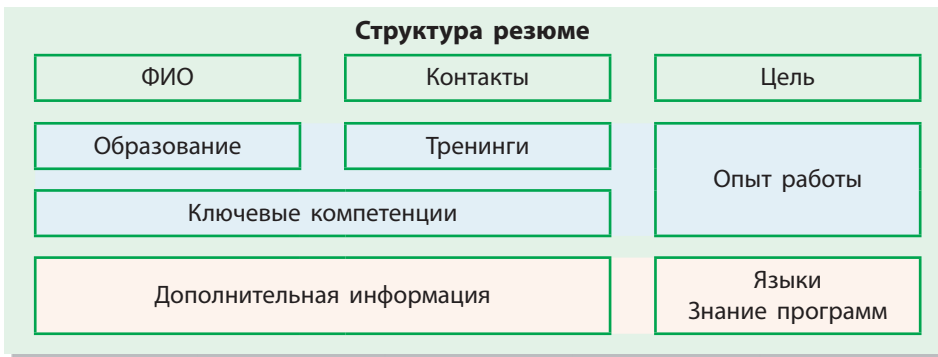 Структура резюме
ФИО
Контакты
Цель
Образование
Тренинги
Опыт работы
Ключевые компетенции
Дополнительная информация
Языки
Знание программ